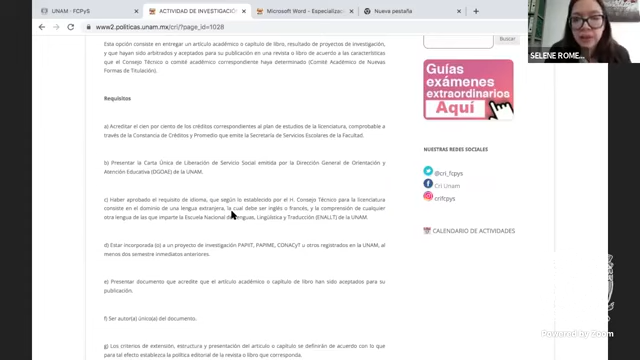 UNAM - FCPyS
ACTIVIDAD DE INVESTIGACIÓN
Microsoft Word - Especializac
Nueva pestaña
www2.politicas.unam.mx/cri/?page_id=1028
Esta opción consiste en entregar un artículo académico o capítulo de libro, resultado de proyectos de investigación,
y que hayan sido arbitrados y aceptados para su publicación en una revista o libro de acuerdo a las características
que el Consejo Técnico o comité académico correspondiente haya determinado (Comité Académico de Nuevas
Formas de Titulación).
Requisitos
a) Acreditar el cien por ciento de los créditos correspondientes al plan de estudios de la licenciatura, comprobable a
través de la Constancia de Créditos y Promedio que emite la Secretaría de Servicios Escolares de la Facultad.
b) Presentar la Carta Única de Liberación de Servicio Social emitida por la Dirección General de Orientación y
Atención Educativa (DGOAE) de la UNAM.
c) Haber aprobado el requisito de idioma, que según lo establecido por el H. Consejo Técnico para la licenciatura
consiste en el dominio de una lengua extranjera, la cual debe ser inglés o francés, y la comprensión de cualquier
otra lengua de las que imparte la Escuela Nacional de Lenguas, Lingüística y Traducción (ENALLT) de la UNAM.
d) Estar incorporada (o) a un proyecto de investigación PAPIIT, PAPIME, CONACyT u otros registrados en la UNAM, al
menos dos semestre inmediatos anteriores.
e) Presentar documento que acredite que el artículo académico o capítulo de libro han sido aceptados para su
publicación.
f) Ser autor(a) único(a) del documento.
g) Los criterios de extensión, estructura y presentación del artículo o capítulo se definirán de acuerdo con lo que
para tal efecto establezca la política editorial de la revista o libro que corresponda.
Buscar
Guías
exámenes
extraordinarios
Aquí
NUESTRAS REDES SOCIALES
@cri_fcpys
Cri Unam
crifcpys
CALENDARIO DE ACTIVIDADES
SELENE ROME...
Powered by Zoom